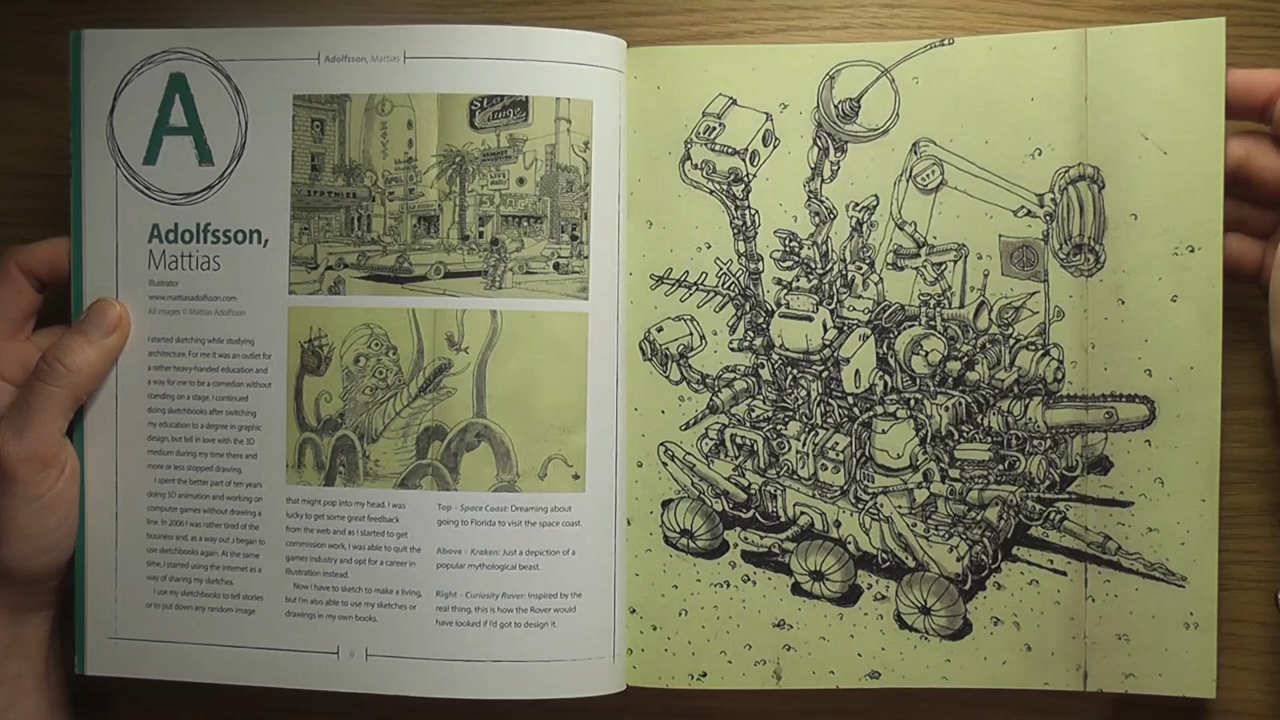 Adolfsson, Mattias
A
Adolfsson,
Mattias
Illustrator
www.mattiasadolfsson.com
All images © Mattias Adolfsson
I started sketching while studying
architecture. For me it was an outlet for
a rather heavy-handed education and
a way for me to be a comedian without
standing on a stage. I continued
doing sketchbooks after switching
my education to a degree in graphic
design, but fell in love with the 3D
medium during my time there and
more or less stopped drawing.
I spent the better part of ten years
doing 3D animation and working on
computer games without drawing a
line. In 2006 I was rather tired of the
business and, as a way out, I began to
use sketchbooks again. At the same
time, I started using the internet as a
way of sharing my sketches.
I use my sketchbooks to tell stories
or to put down any random image
that might pop into my head. I was
lucky to get some great feedback
from the web and as I started to get
commission work, I was able to quit the
games industry and opt for a career in
illustration instead.
Now I have to sketch to make a living,
but I'm also able to use my sketches or
drawings in my own books.
Top - Space Coast: Dreaming about
going to Florida to visit the space coast.
Above - Kraken: Just a depiction of a
popular mythological beast.
Right - Curiosity Rover: Inspired by the
real thing, this is how the Rover would
have looked if I'd got to design it.
8